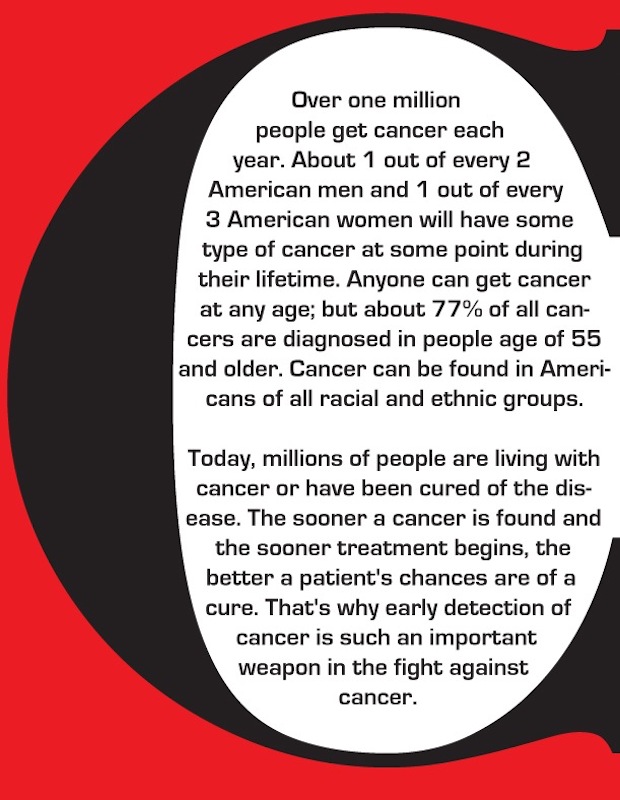 Over one million
people get cancer each
year. About 1 out of every 2
American men and 1 out of every
3 American women will have some
type of cancer at some point during
their lifetime. Anyone can get cancer
at any age; but about 77% of all can-
cers are diagnosed in people age of 55
and older. Cancer can be found in Ameri-
cans of all racial and ethnic groups.

Today, millions of people are living with
cancer or have been cured of the dis-
ease. The sooner a cancer is found and
the sooner treatment begins, the
better a patient's chances are of a
cure. That's why early detection of
cancer is such an important
weapon in the fight against
cancer.